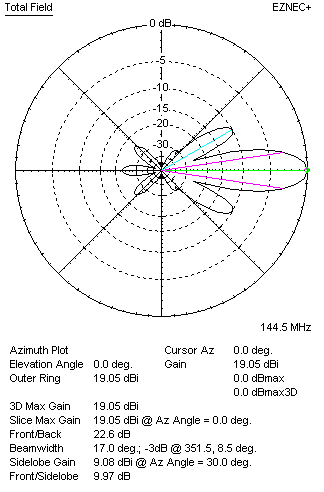 Total Field EZNEC+
0 dB
-5
-10
-15
-20
-30
144.5 MHz
Azimuth Plot Cursor Az 0.0 deg.
Elevation Angle 0.0 deg. Gain 19.05 dBi
Outer Ring 19.05 dBi 0.0 dBmax
0.0 dBmax3D
3D Max Gain 19.05 dBi
Slice Max Gain 19.05 dBi @ Az Angle = 0.0 deg.
Front/Back 22.6 dB
Beamwidth 17.0 deg.; -3dB @ 351.5, 8.5 deg.
Sidelobe Gain 9.08 dBi @ Az Angle = 30.0 deg.
Front/Sidelobe 9.97 dB